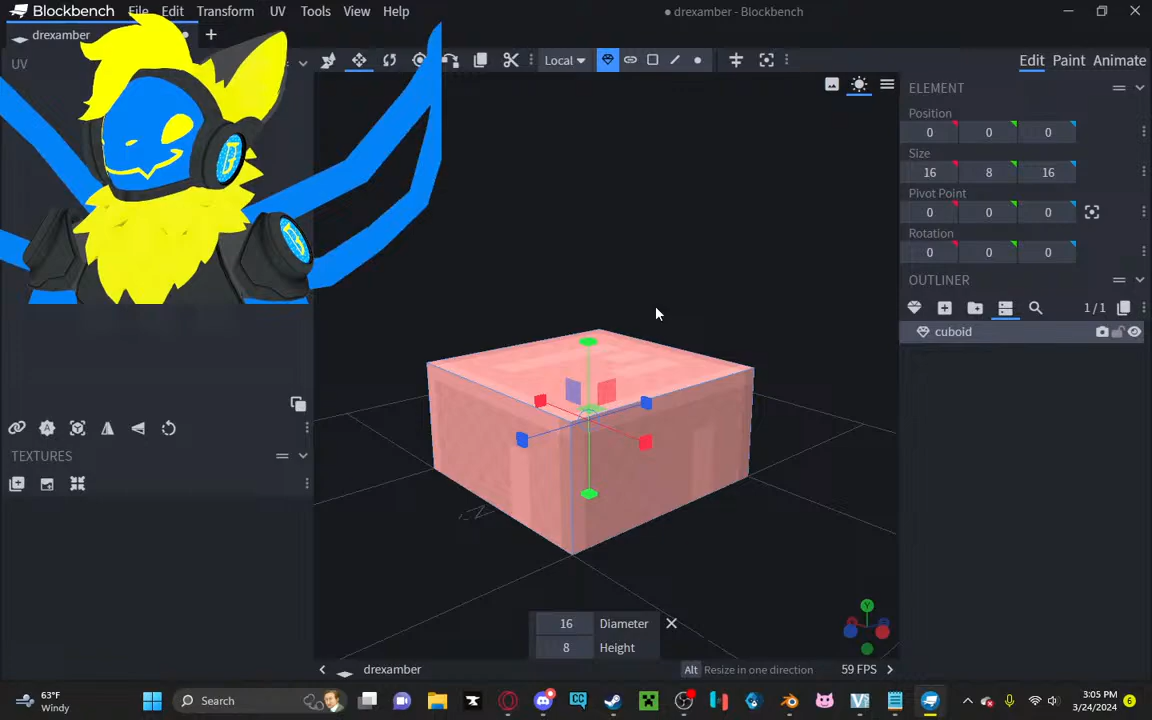 Blockbench File Edit Transform UV Tools View Help
drexamber - Blockbench
drexamber
UV
Local
Edit Paint Animate
ELEMENT
Position
0 0 0
Size
16 8 16
Pivot Point
0 0 0
Rotation
0 0 0
OUTLINER
1/1
cuboid
TEXTURES
16 Diameter
8 Height
drexamber
Alt Resize in one direction
59 FPS
63°F
Windy
Search
3:05 PM
3/24/2024
6